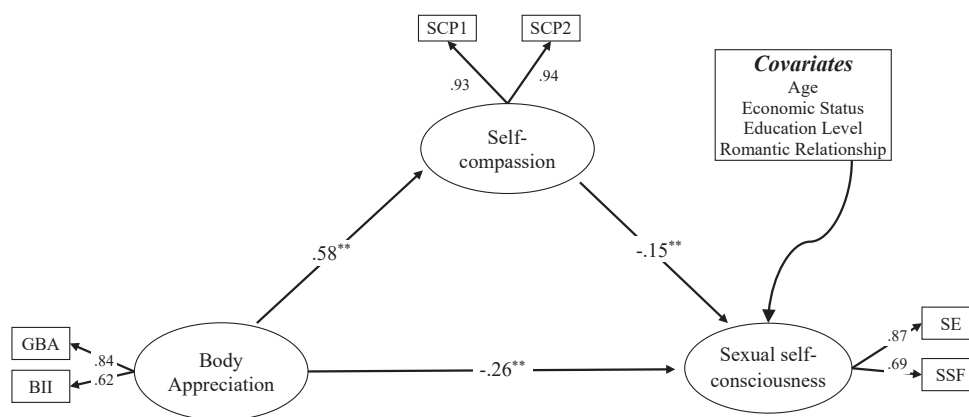 SCP1
SCP2
.93
.94
Covariates
Age
Economic Status
Education Level
Romantic Relationship
Self-
compassion
.58**
-.15**
GBA
BII
.84
.62
Body
Appreciation
-.26**
Sexual self-
consciousness
.87
.69
SE
SSF